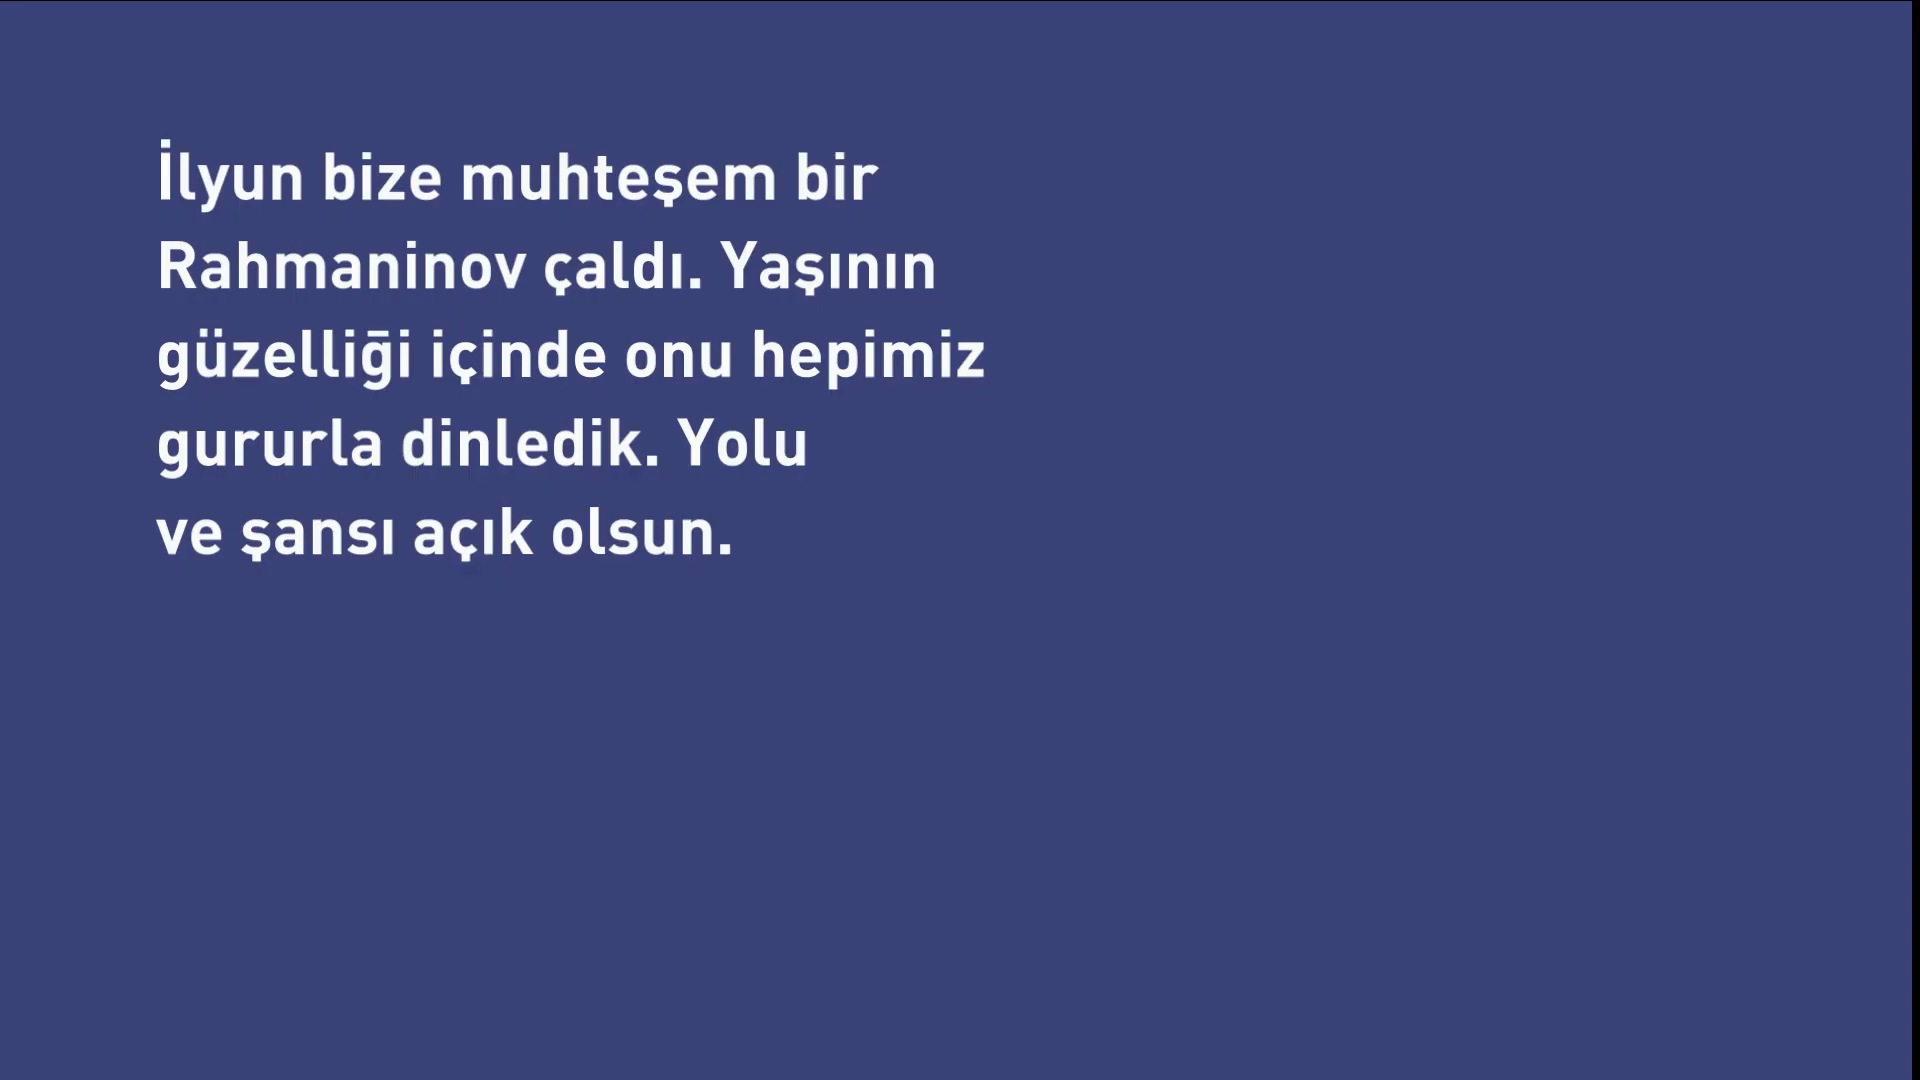 İlyun bize muhteşem bir
Rahmaninov çaldı. Yaşının
güzelliği içinde onu hepimiz
gururla dinledik. Yolu
ve şansı açık olsun.